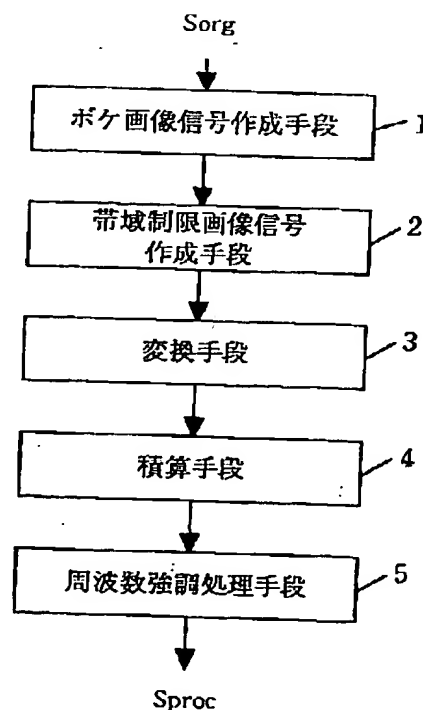 Sorg
ボケ画像信号作成手段
1
帯域制限画像信号
作成手段
2
変換手段
3
積算手段
4
周波数強調処理手段
5
Sproc